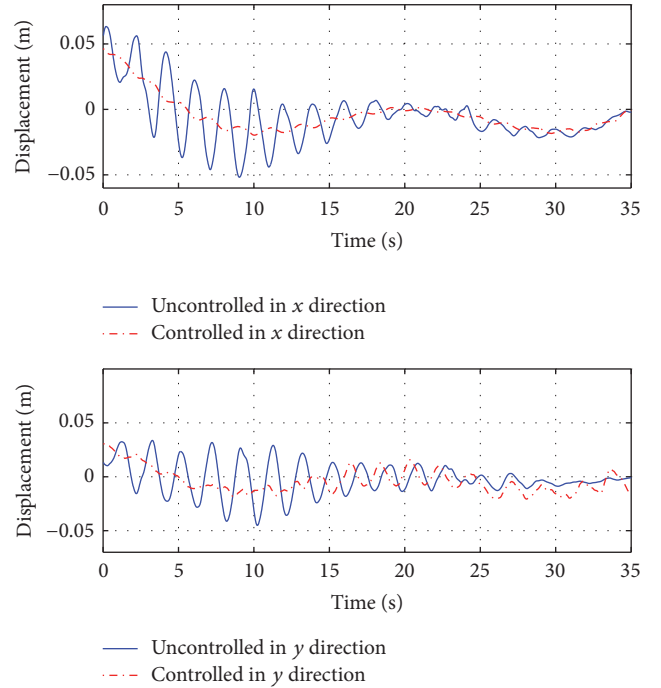 0.05
0
−0.05
Displacement (m)
0 5 10 15 20 25 30 35
Time (s)
Uncontrolled in x direction
Controlled in x direction
0.05
0
−0.05
Displacement (m)
0 5 10 15 20 25 30 35
Time (s)
Uncontrolled in y direction
Controlled in y direction